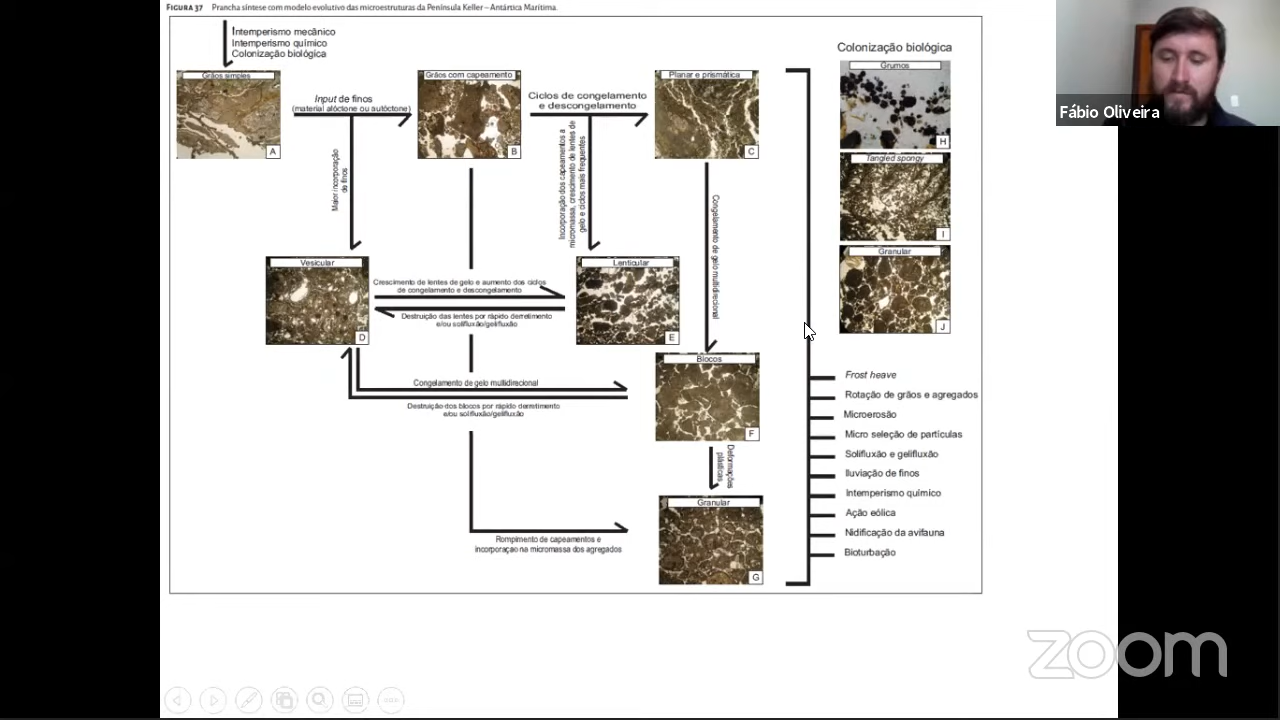 FIGURA 37 Prancha síntese com modelo evolutivo das microestruturas da Península Keller – Antártica Marítima.
Intemperismo mecânico
Intemperismo químico
Colonização biológica
Grãos simples
A
Input de finos
(material alóctone ou autóctone)
Grãos com capeamento
B
Ciclos de congelamento
e descongelamento
Planar e prismática
C
Maior incorporação
de finos
Incorporação dos capeamentos a
micromassa, crescimento de lentes de
gelo e ciclos mais frequentes
Congelamento de gelo multidirecional
Vesicular
D
Crescimento de lentes de gelo e aumento dos ciclos
de congelamento e descongelamento
Destruição das lentes por rápido derretimento
e/ou solifluxão/gelifluxão
Lenticular
E
Congelamento de gelo multidirecional
Destruição dos blocos por rápido derretimento
e/ou solifluxão/gelifluxão
Blocos
F
Deformações
plásticas
Rompimento de capeamentos e
incorporaçao na micromassa dos agregados
Granular
G
Colonização biológica
Grumos
H
Tangled spongy
I
Granular
J
Frost heave
Rotação de grãos e agregados
Microerosão
Micro seleção de partículas
Solifluxão e gelifluxão
Iluviação de finos
Intemperismo químico
Ação eólica
Nidificação da avifauna
Bioturbação
Fábio Oliveira
zoom